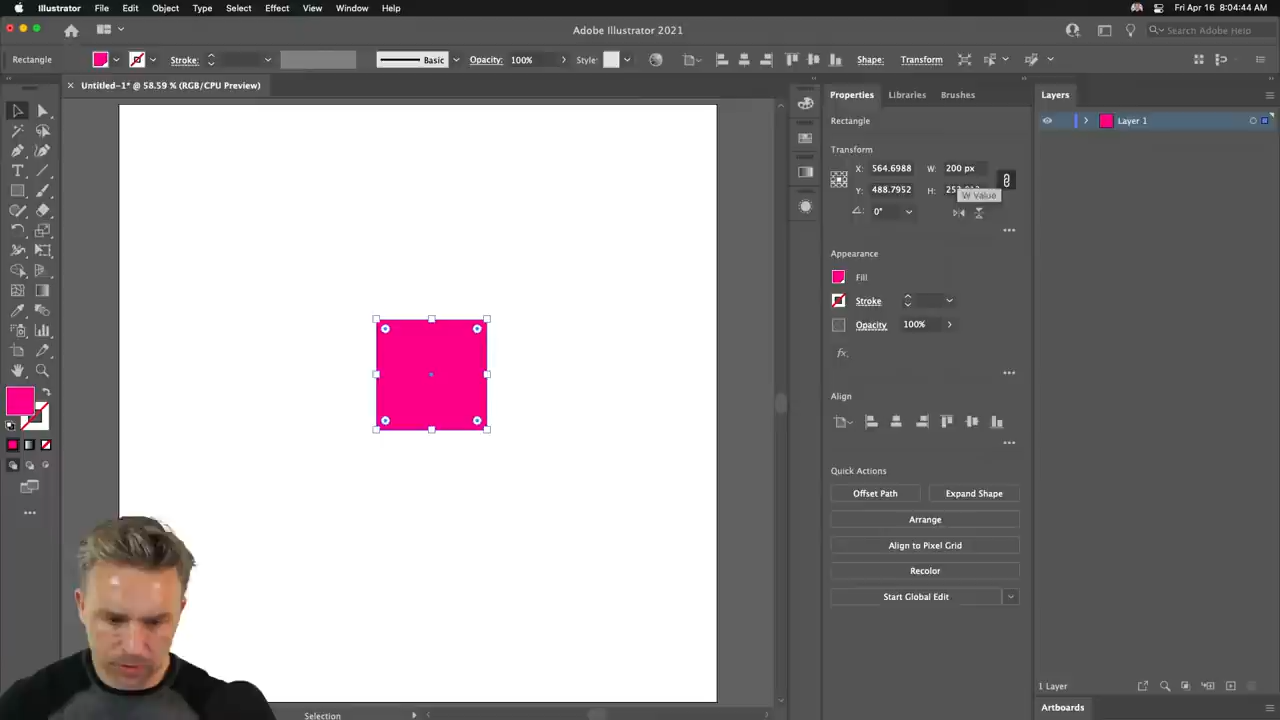 Illustrator File Edit Object Type Select Effect View Window Help Fri Apr 16 8:04:44 AM
Adobe Illustrator 2021 Search Adobe Help
Rectangle Stroke: Basic Opacity: 100% Style: Shape: Transform
Untitled-1* @ 58.59 % (RGB/CPU Preview)
Properties Libraries Brushes
Layers
Rectangle
Layer 1
Transform
X: 564.6988 W: 200 px
Y: 488.7952 H:
W Value
0°
Appearance
Fill
Stroke
Opacity 100%
fx
Align
Quick Actions
Offset Path Expand Shape
Arrange
Align to Pixel Grid
Recolor
Start Global Edit
1 Layer
Artboards
Selection